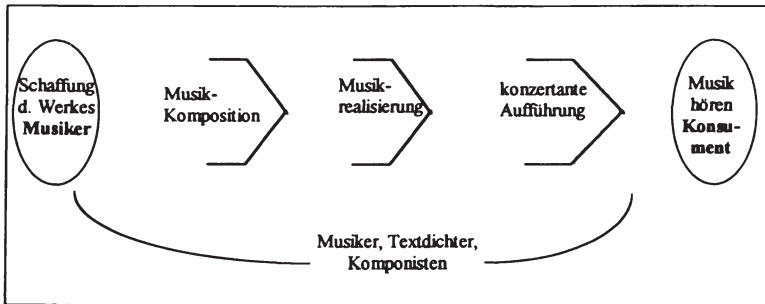 Schaffung
d. Werkes
Musiker
Musik-
Komposition
Musik-
realisierung
konzertante
Aufführung
Musik
hören
Konsu-
ment
Musiker, Textdichter,
Komponisten